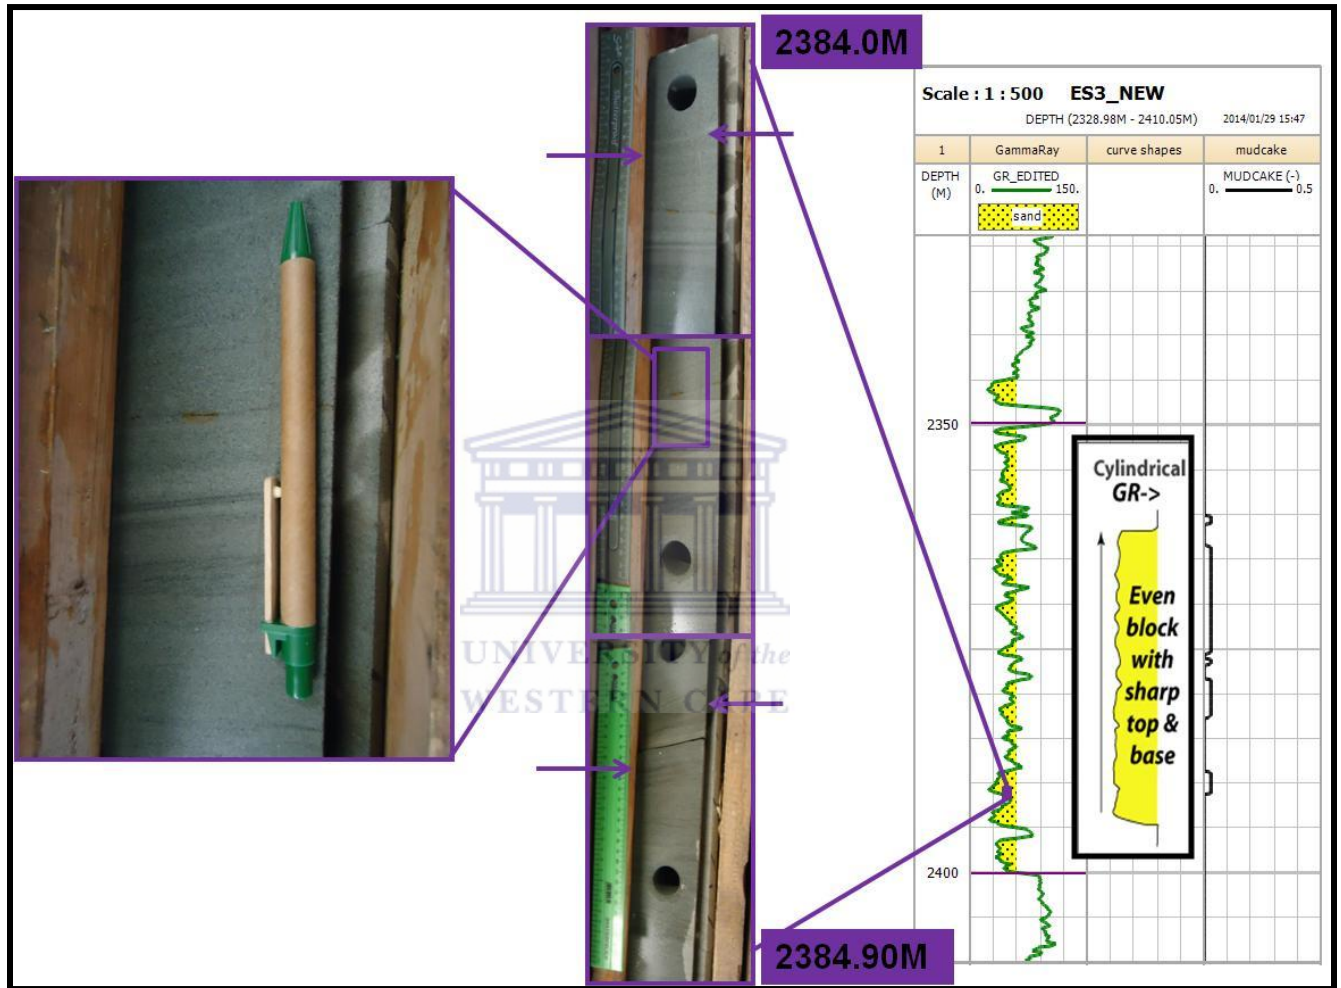 2384.0M
Scale : 1 : 500 ES3_NEW
DEPTH (2328.98M - 2410.05M) 2014/01/29 15:47
1 GammaRay curve shapes mudcake
DEPTH (M) GR_EDITED MUDCAKE (-)
0. 150. 0. 0.5
sand
2350
Cylindrical
GR->
Even
block
with
sharp
top &
base
UNIVERSITY of the
WESTERN CAPE
2400
2384.90M